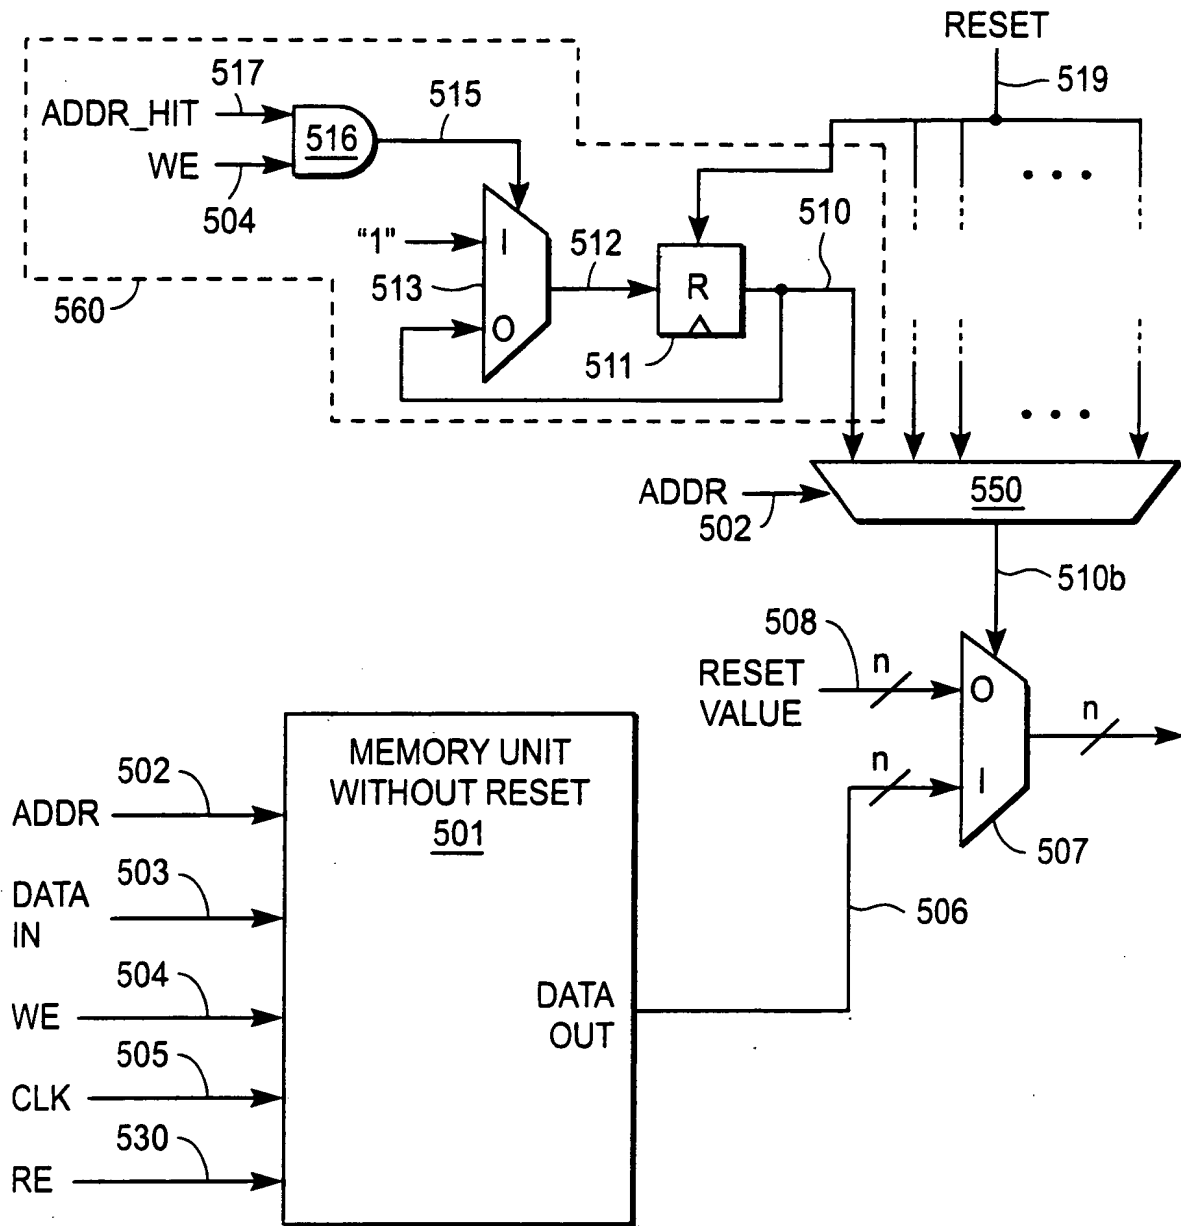 RESET
519
517
ADDR_HIT
516
515
WE
504
"1"
I
513
O
512
R
511
510
560
ADDR
502
550
510b
508
RESET
VALUE
n
O
n
I
n
507
506
MEMORY UNIT
WITHOUT RESET
501
502
ADDR
503
DATA
IN
504
WE
505
CLK
530
RE
DATA
OUT